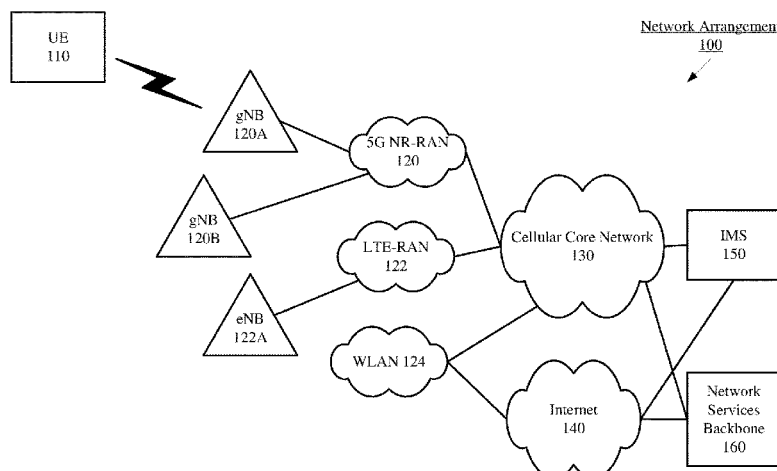 UE
110
Network Arrangement
100
gNB
120A
5G NR-RAN
120
gNB
120B
Cellular Core Network
130
IMS
150
LTE-RAN
122
eNB
122A
WLAN 124
Internet
140
Network
Services
Backbone
160